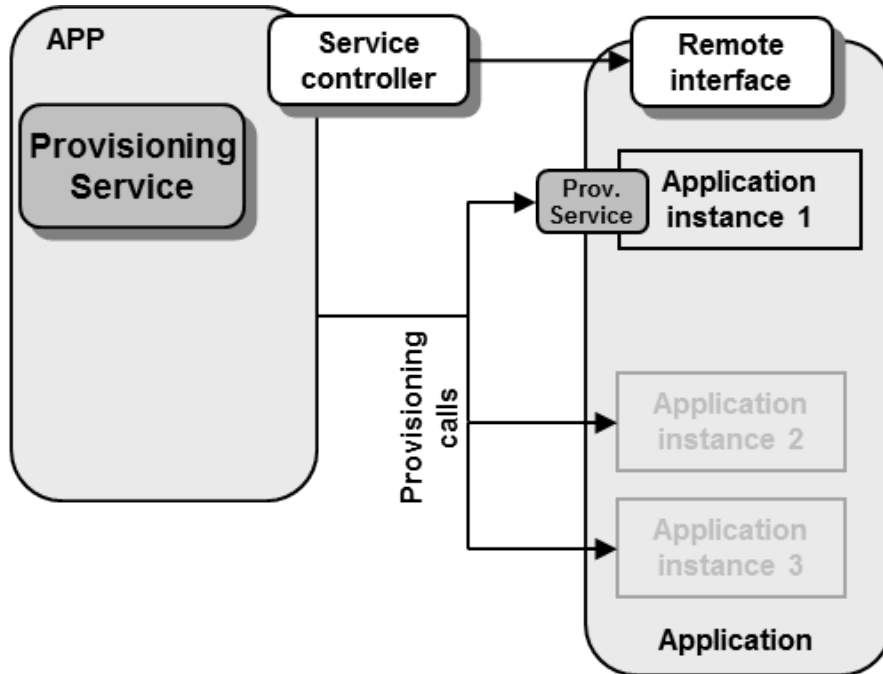 APP
Service
controller
Remote
interface
Provisioning
Service
Prov.
Service
Application
instance 1
Provisioning
calls
Application
instance 2
Application
instance 3
Application